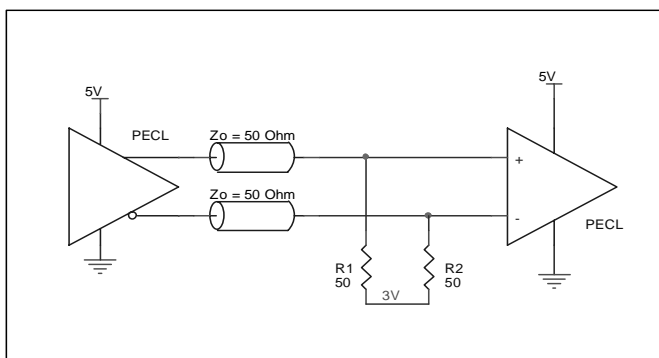 5V
PECL
Zo = 50 Ohm
Zo = 50 Ohm
5V
+
-
PECL
R1
50
R2
50
3V